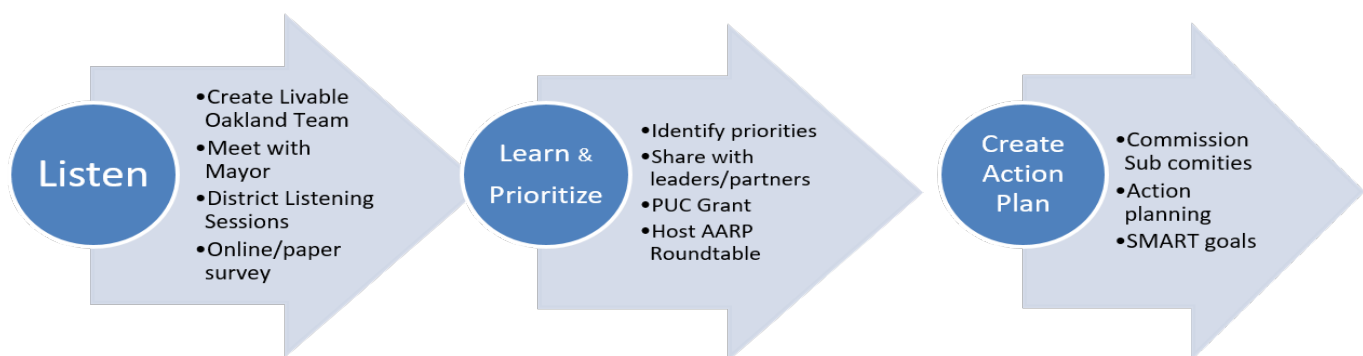 Listen
•Create Livable
Oakland Team
•Meet with
Mayor
•District Listening
Sessions
•Online/paper
survey
Learn &
Prioritize
•Identify priorities
•Share with
leaders/partners
•PUC Grant
•Host AARP
Roundtable
Create
Action
Plan
•Commission
Sub comities
•Action
planning
•SMART goals